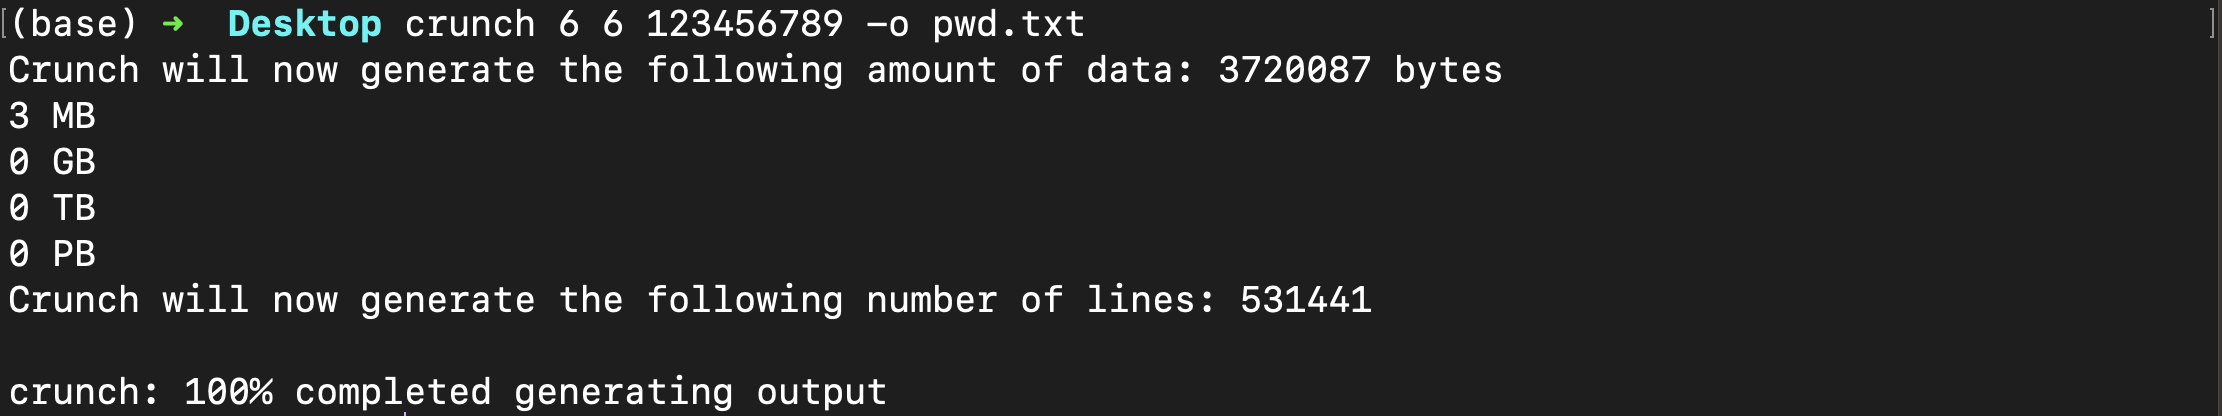 [(base) ➜  Desktop crunch 6 6 123456789 -o pwd.txt ]
Crunch will now generate the following amount of data: 3720087 bytes
3 MB
0 GB
0 TB
0 PB
Crunch will now generate the following number of lines: 531441
crunch: 100% completed generating output